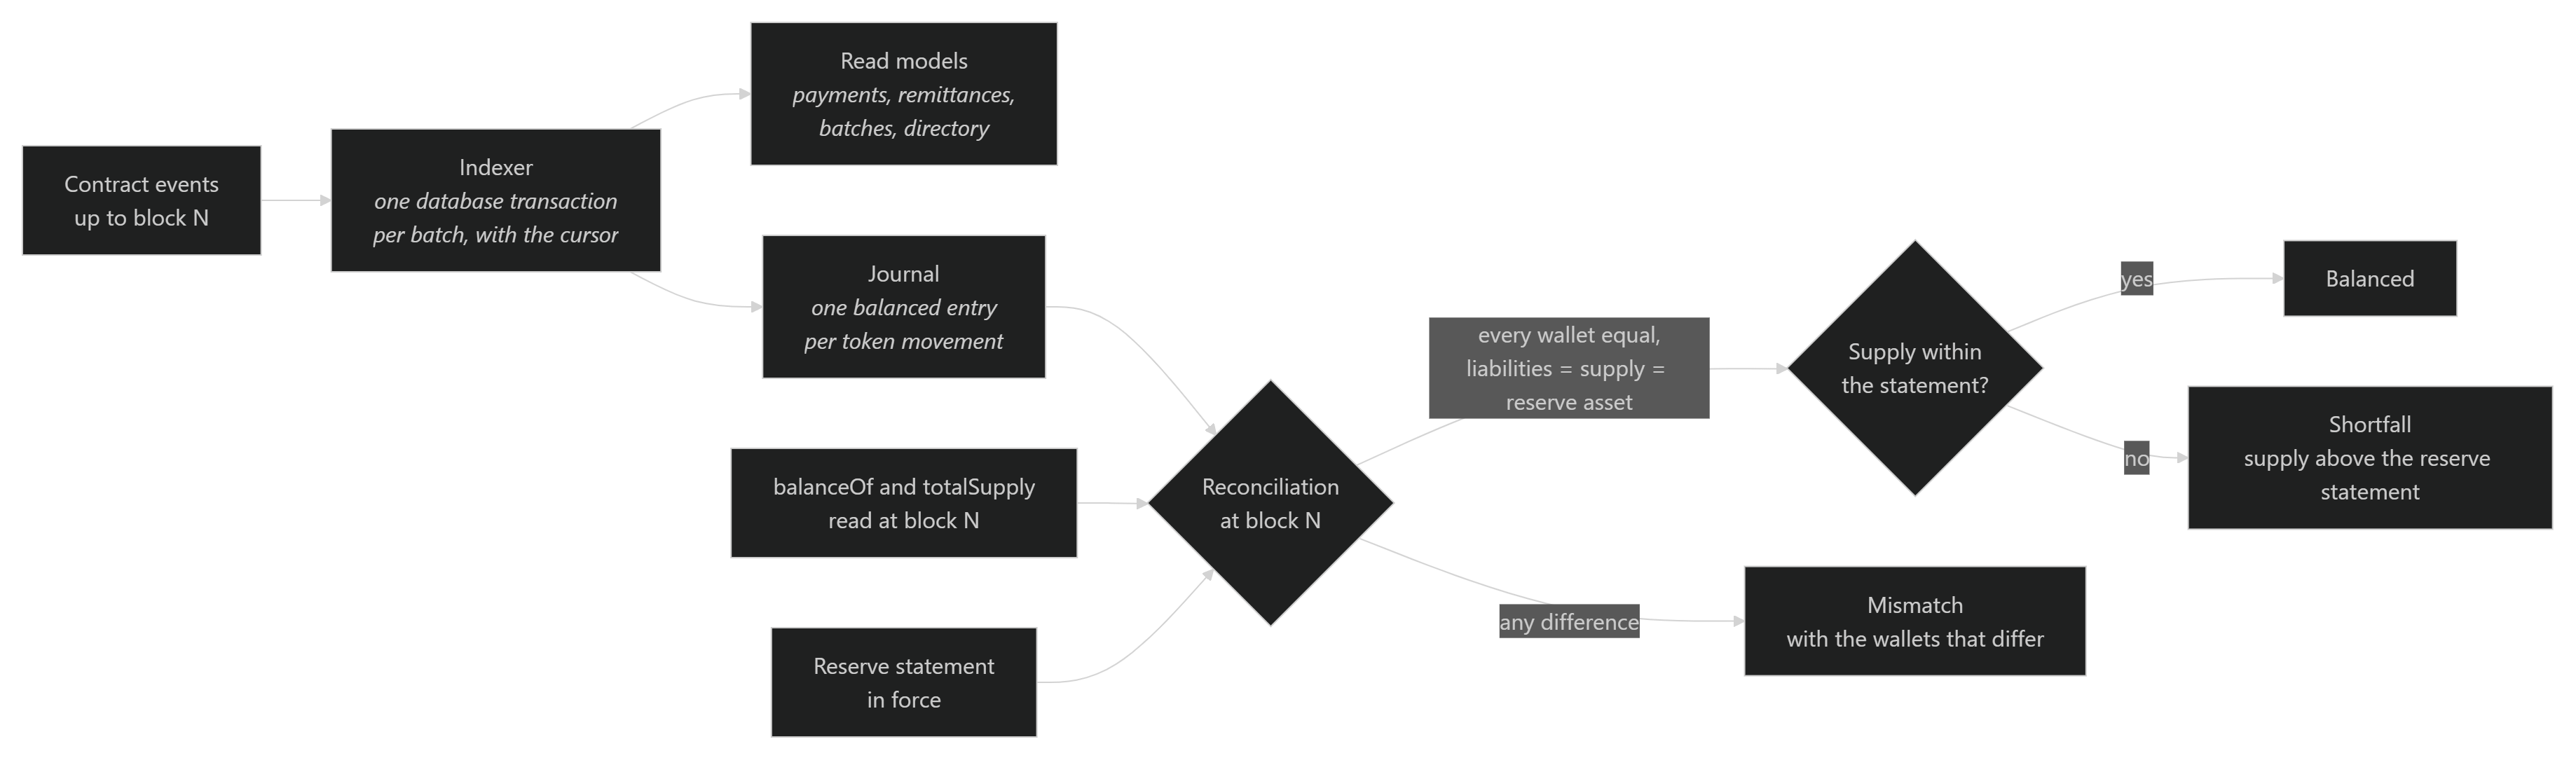 Contract events
up to block N
Indexer
one database transaction
per batch, with the cursor
Read models
payments, remittances,
batches, directory
Journal
one balanced entry
per token movement
balanceOf and totalSupply
read at block N
Reserve statement
in force
Reconciliation
at block N
every wallet equal,
liabilities = supply =
reserve asset
any difference
Supply within
the statement?
Mismatch
with the wallets that differ
yes
no
Balanced
Shortfall
supply above the reserve
statement